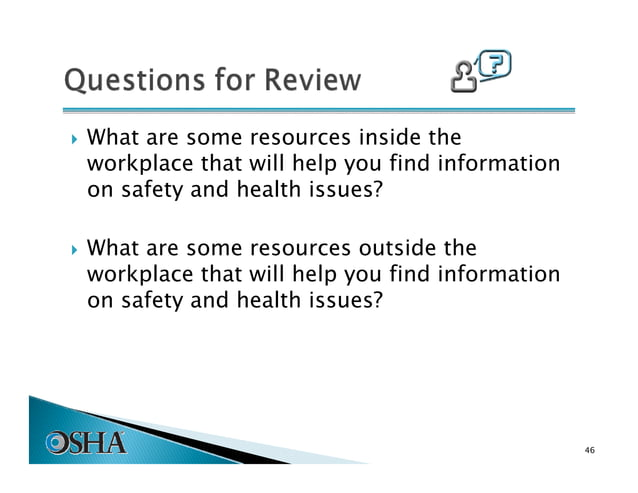 Questions for Review
?
What are some resources inside the
workplace that will help you find information
on safety and health issues?
What are some resources outside the
workplace that will help you find information
on safety and health issues?
OSHA
46